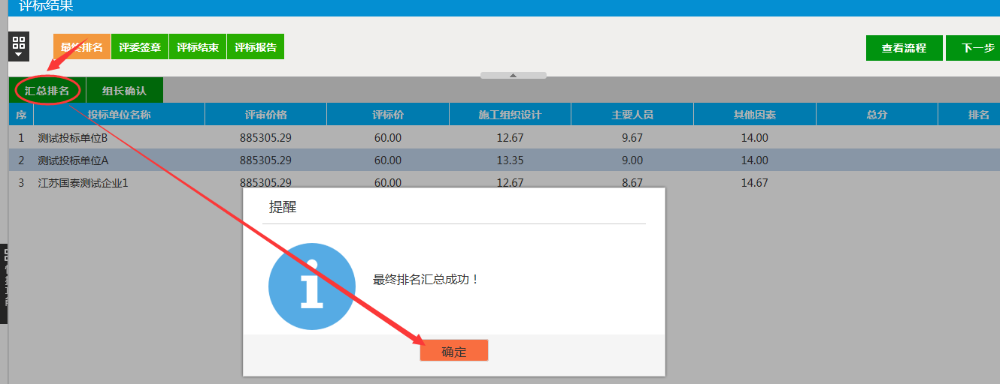 评标结果
最终排名 评委签章 评标结束 评标报告 查看流程 下一步
汇总排名 组长确认
序 投标单位名称 评审价格 评标价 施工组织设计 主要人员 其他因素 总分 排名
1 测试投标单位B 885305.29 60.00 12.67 9.67 14.00
2 测试投标单位A 885305.29 60.00 13.35 9.00 14.00
3 江苏国泰测试企业1 885305.29 60.00 12.67 8.67 14.67
提醒
最终排名汇总成功！
确定